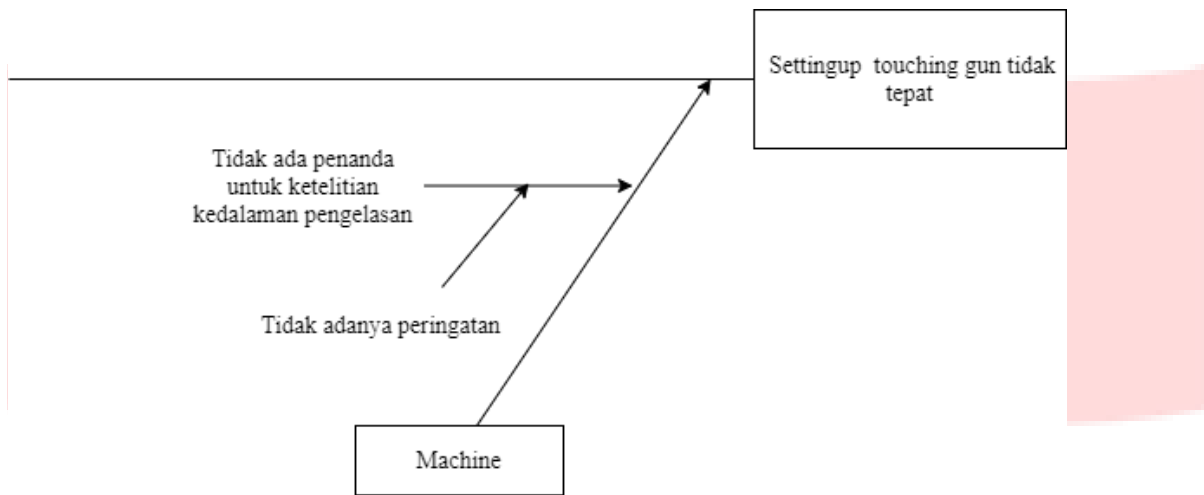 Settingup touching gun tidak
tepat
Tidak ada penanda
untuk ketelitian
kedalaman pengelasan
Tidak adanya peringatan
Machine